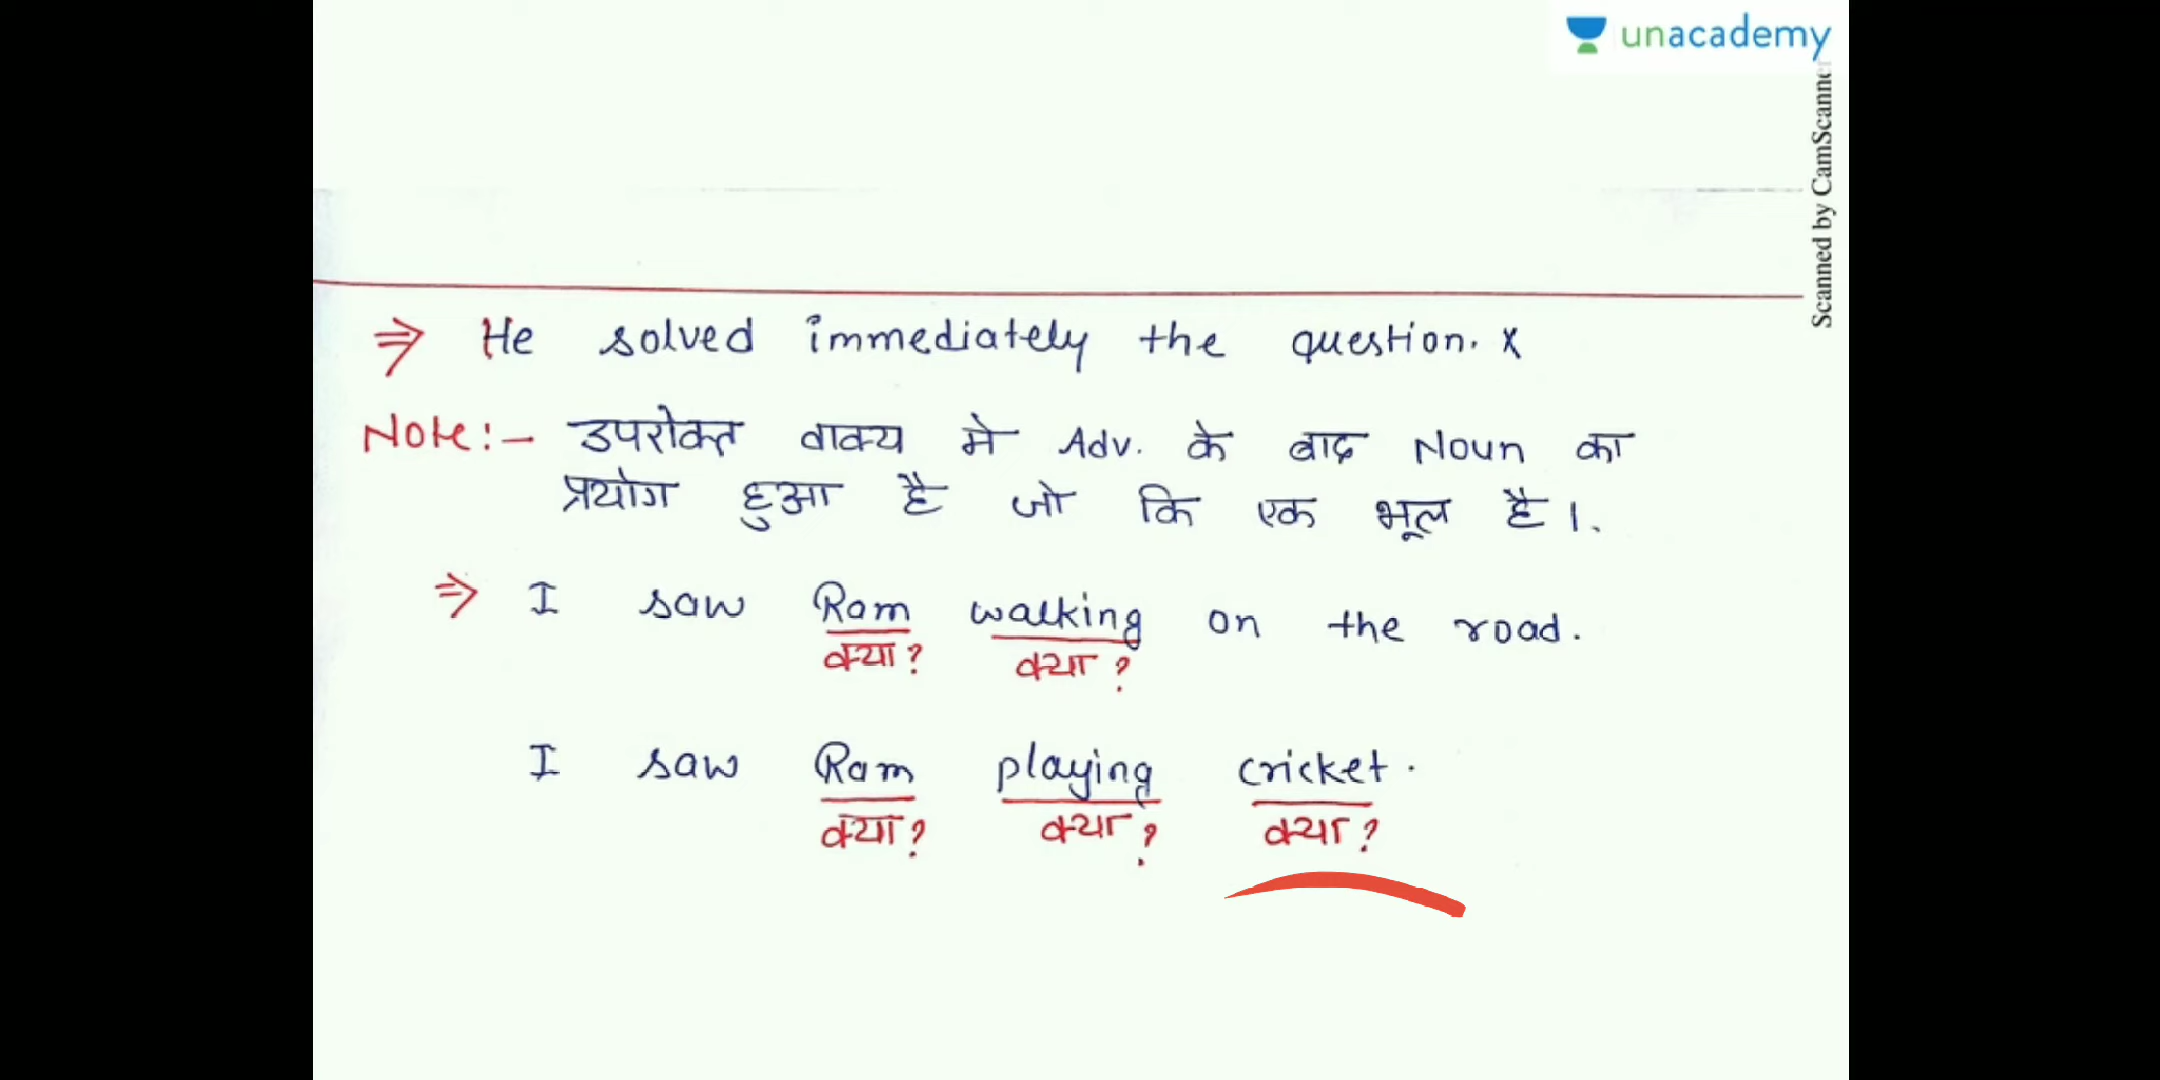 unacademy
Scanned by CamScanner
⇒ He solved immediately the question. x
Note:- उपरोक्त वाक्य मे Adv. के बाद Noun का
प्रयोग हुआ है जो कि एक भूल है।.
⇒ I saw Ram walking on the road.
क्या? क्या?
I saw Ram playing cricket.
क्या? क्या? क्या?